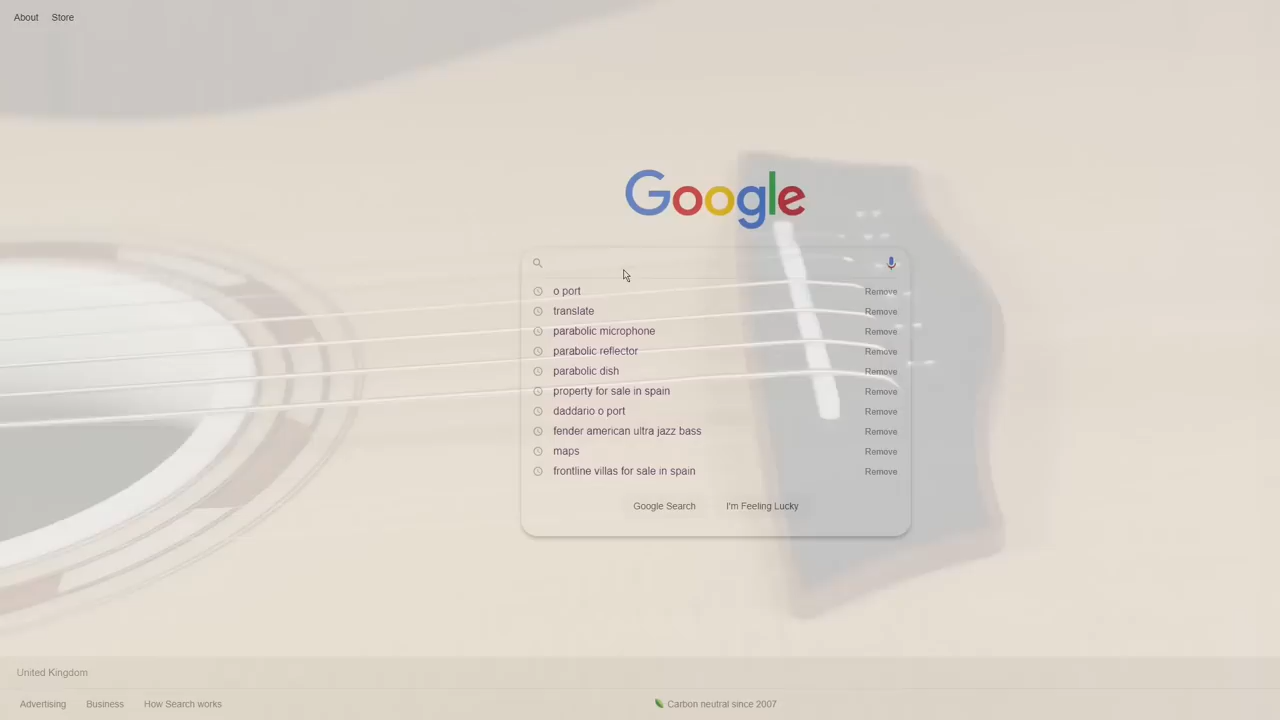 About Store
Google
o port Remove
translate Remove
parabolic microphone Remove
parabolic reflector Remove
parabolic dish Remove
property for sale in spain Remove
daddario o port Remove
fender american ultra jazz bass Remove
maps Remove
frontline villas for sale in spain Remove
Google Search I'm Feeling Lucky
United Kingdom
Advertising Business How Search works Carbon neutral since 2007